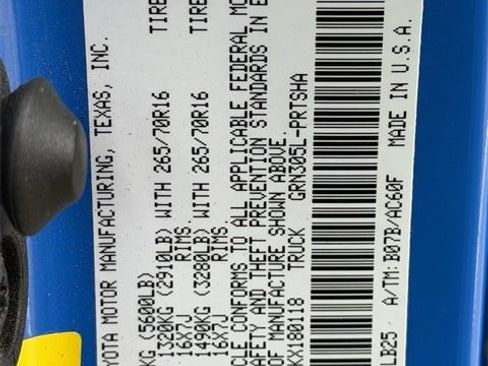 YOTA MOTOR MANUFACTURING, TEXAS, INC.
KG (5600LB) TIRE
1320KG (2910LB) WITH 265/70R16 TIRE
16X7J RIMS.
1490KG (3280LB) WITH 265/70R16
16X7J RIMS.
CLE CONFORMS TO ALL APPLICABLE FEDERAL MO
AFETY AND THEFT PREVENTION STANDARDS IN E
OF MANUFACTURE SHOWN ABOVE.
KX180118 TRUCK GRN305L-PRTSHA
LB25 A/TM: B07B/AC60F MADE IN U.S.A.